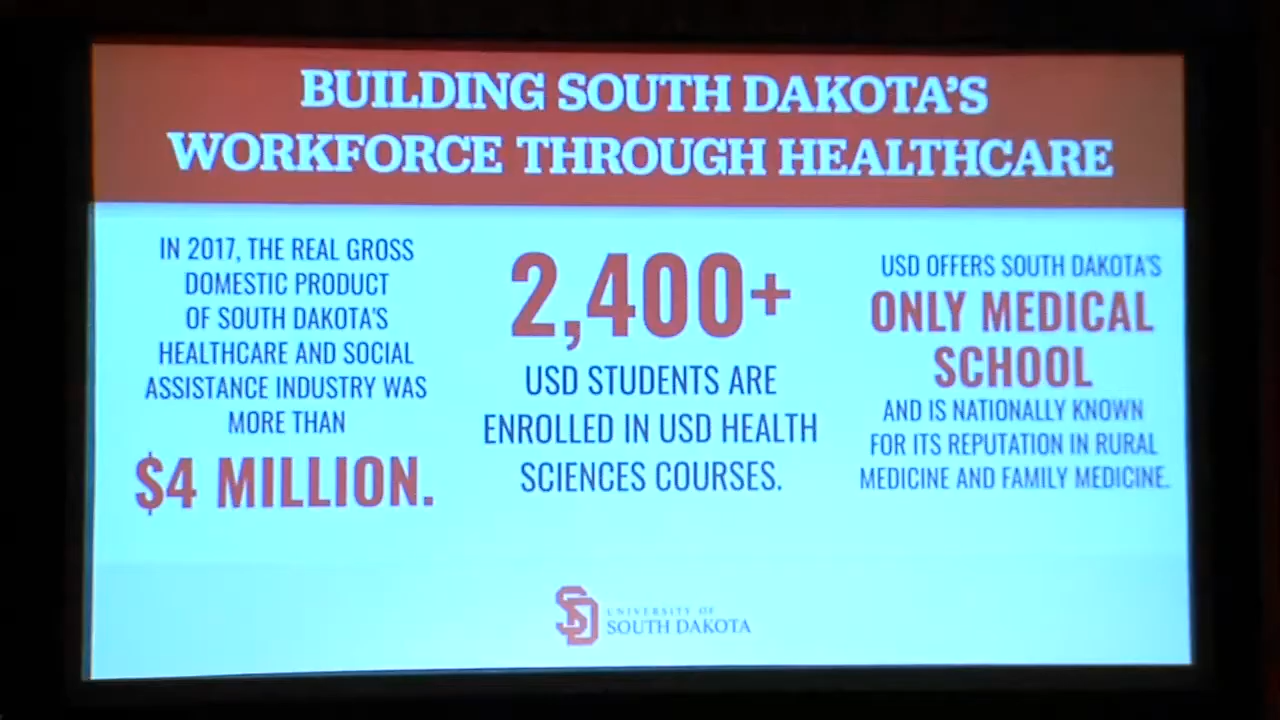 BUILDING SOUTH DAKOTA'S
WORKFORCE THROUGH HEALTHCARE
IN 2017, THE REAL GROSS
DOMESTIC PRODUCT
OF SOUTH DAKOTA'S
HEALTHCARE AND SOCIAL
ASSISTANCE INDUSTRY WAS
MORE THAN
$4 MILLION.
2,400+
USD STUDENTS ARE
ENROLLED IN USD HEALTH
SCIENCES COURSES.
USD OFFERS SOUTH DAKOTA'S
ONLY MEDICAL
SCHOOL
AND IS NATIONALLY KNOWN
FOR ITS REPUTATION IN RURAL
MEDICINE AND FAMILY MEDICINE.
SD
UNIVERSITY OF
SOUTH DAKOTA